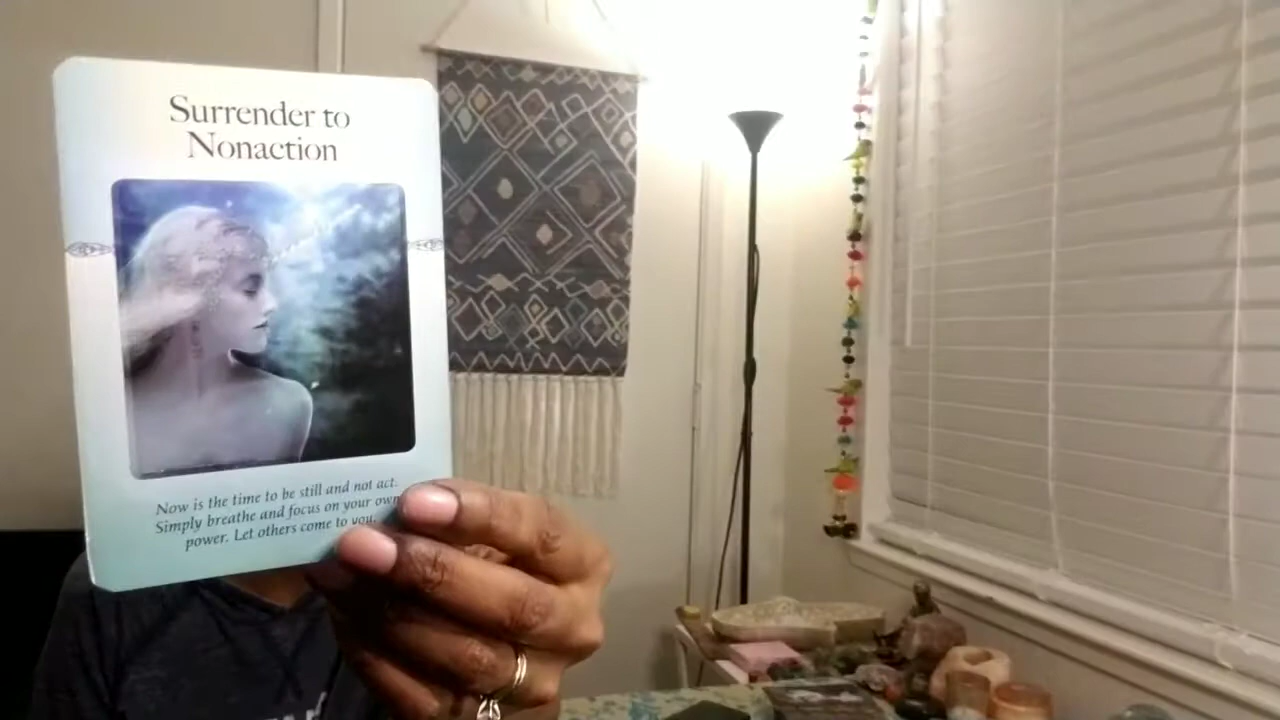 Surrender to
Nonaction
Now is the time to be still and not act.
Simply breathe and focus on your own
power. Let others come to you.